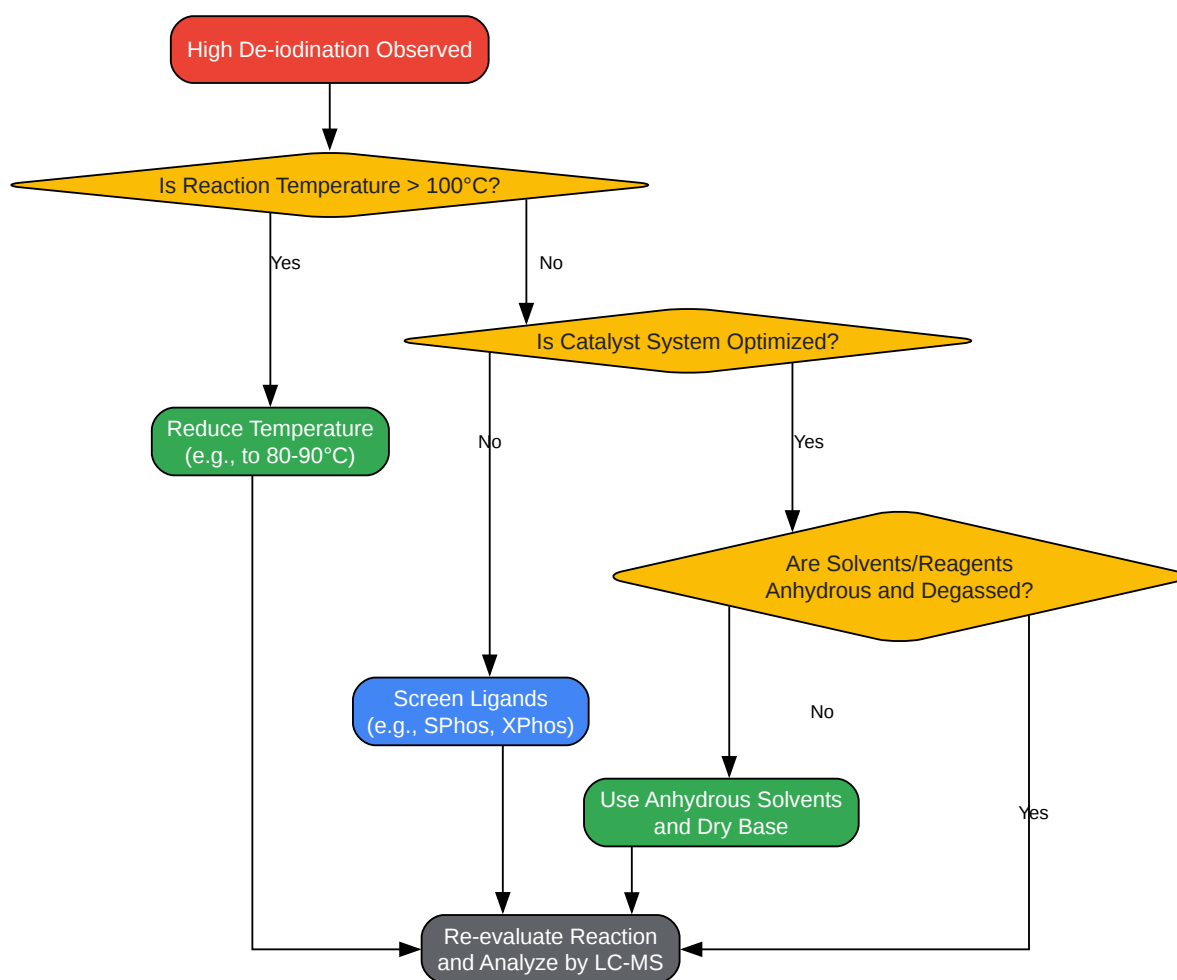 High De-iodination Observed
Is Reaction Temperature > 100°C?
Yes
No
Is Catalyst System Optimized?
Reduce Temperature
(e.g., to 80-90°C)
No
Yes
Are Solvents/Reagents
Anhydrous and Degassed?
Screen Ligands
(e.g., SPhos, XPhos)
No
Use Anhydrous Solvents
and Dry Base
Yes
Re-evaluate Reaction
and Analyze by LC-MS